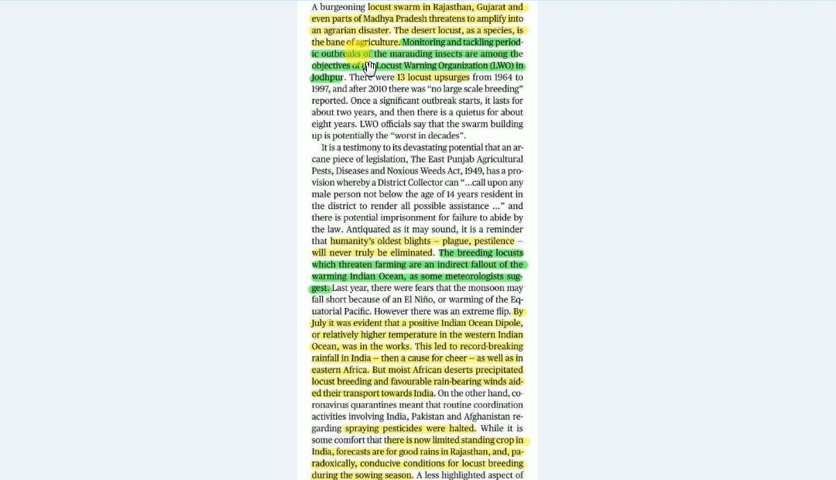 A burgeoning locust swarm in Rajasthan, Gujarat and
even parts of Madhya Pradesh threatens to amplify into
an agrarian disaster. The desert locust, as a species, is
the bane of agriculture. Monitoring and tackling period-
ic outbreaks of the marauding insects are among the
objectives of Locust Warning Organization (LWO) in
Jodhpur. There were 13 locust upsurges from 1964 to
1997, and after 2010 there was “no large scale breeding”
reported. Once a significant outbreak starts, it lasts for
about two years, and then there is a quietus for about
eight years. LWO officials say that the swarm building
up is potentially the “worst in decades”.
It is a testimony to its devastating potential that an ar-
cane piece of legislation, The East Punjab Agricultural
Pests, Diseases and Noxious Weeds Act, 1949, has a pro-
vision whereby a District Collector can “...call upon any
male person not below the age of 14 years resident in
the district to render all possible assistance ...” and
there is potential imprisonment for failure to abide by
the law. Antiquated as it may sound, it is a reminder
that humanity’s oldest blights – plague, pestilence –
will never truly be eliminated. The breeding locusts
which threaten farming are an indirect fallout of the
warming Indian Ocean, as some meteorologists sug-
gest. Last year, there were fears that the monsoon may
fall short because of an El Niño, or warming of the Eq-
uatorial Pacific. However there was an extreme flip. By
July it was evident that a positive Indian Ocean Dipole,
or relatively higher temperature in the western Indian
Ocean, was in the works. This led to record-breaking
rainfall in India – then a cause for cheer – as well as in
eastern Africa. But moist African deserts precipitated
locust breeding and favourable rain-bearing winds aid-
ed their transport towards India. On the other hand, co-
ronavirus quarantines meant that routine coordination
activities involving India, Pakistan and Afghanistan re-
garding spraying pesticides were halted. While it is
some comfort that there is now limited standing crop in
India, forecasts are for good rains in Rajasthan, and, pa-
radoxically, conducive conditions for locust breeding
during the sowing season. A less highlighted aspect of